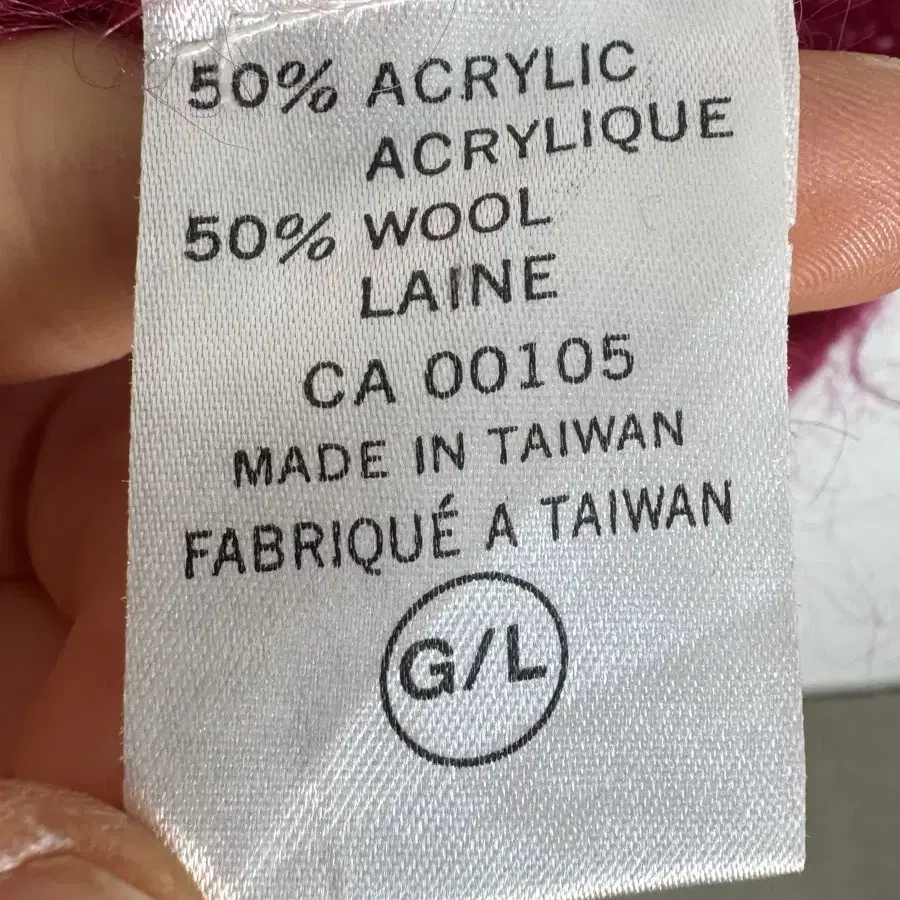 50% ACRYLIC
ACRYLIQUE
50% WOOL
LAINE
CA 00105
MADE IN TAIWAN
FABRIQUÉ A TAIWAN
G/L